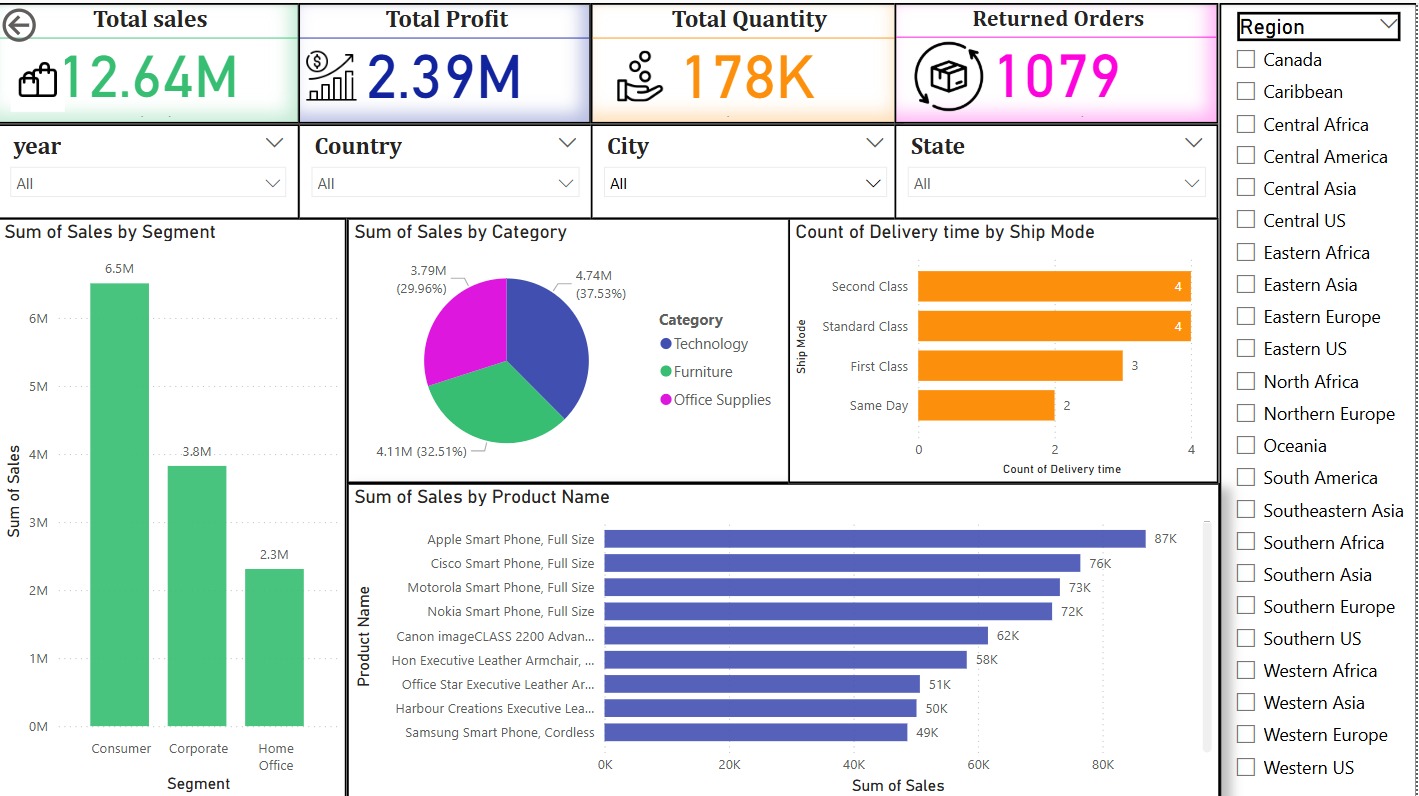 Total sales
12.64M
Total Profit
$
2.39M
Total Quantity
178K
Returned Orders
1079
year
All
Country
All
City
All
State
All
Sum of Sales by Segment
Sum of Sales
6M
5M
4M
3M
2M
1M
0M
6.5M
3.8M
2.3M
Consumer
Corporate
Home
Office
Segment
Sum of Sales by Category
3.79M
(29.96%)
4.74M
(37.53%)
4.11M (32.51%)
Category
Technology
Furniture
Office Supplies
Count of Delivery time by Ship Mode
Ship Mode
Second Class 4
Standard Class 4
First Class 3
Same Day 2
0 2 4
Count of Delivery time
Sum of Sales by Product Name
Product Name
Apple Smart Phone, Full Size 87K
Cisco Smart Phone, Full Size 76K
Motorola Smart Phone, Full Size 73K
Nokia Smart Phone, Full Size 72K
Canon imageCLASS 2200 Advan... 62K
Hon Executive Leather Armchair, ... 58K
Office Star Executive Leather Ar... 51K
Harbour Creations Executive Lea... 50K
Samsung Smart Phone, Cordless 49K
0K 20K 40K 60K 80K
Sum of Sales
Region
Canada
Caribbean
Central Africa
Central America
Central Asia
Central US
Eastern Africa
Eastern Asia
Eastern Europe
Eastern US
North Africa
Northern Europe
Oceania
South America
Southeastern Asia
Southern Africa
Southern Asia
Southern Europe
Southern US
Western Africa
Western Asia
Western Europe
Western US